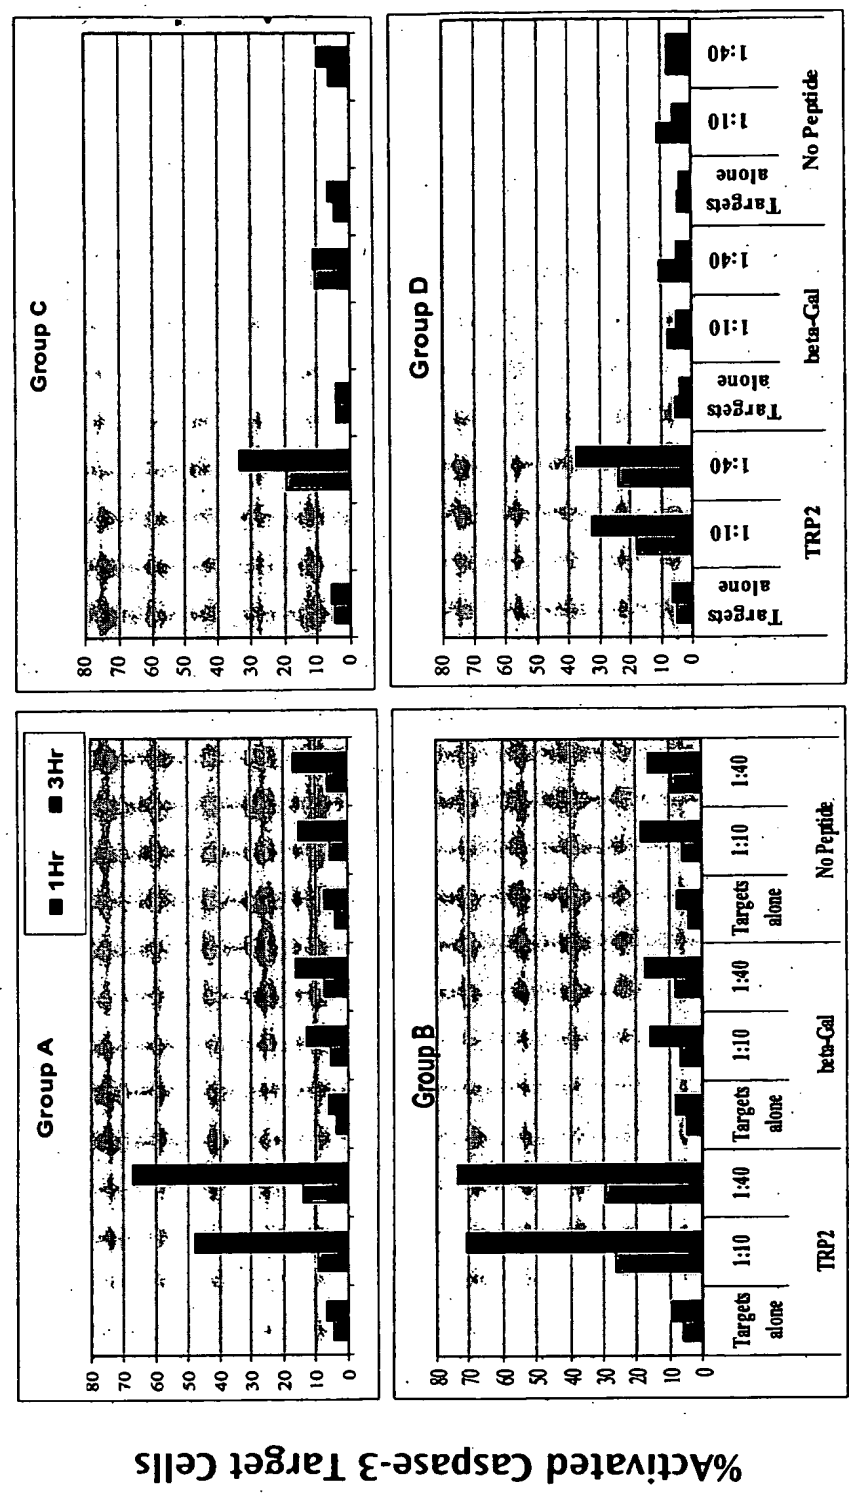 %Activated Caspase-3 Target Cells
Group A
1Hr 3Hr
80
70
60
50
40
30
20
10
0
Group C
80
70
60
50
40
30
20
10
0
Group B
80
70
60
50
40
30
20
10
0
Targets alone
1:10
1:40
Targets alone
1:10
1:40
Targets alone
1:10
1:40
TRP2
beta-Gal
No Peptide
Group D
80
70
60
50
40
30
20
10
0
Targets alone
1:10
1:40
Targets alone
1:10
1:40
Targets alone
1:10
1:40
TRP2
beta-Gal
No Peptide